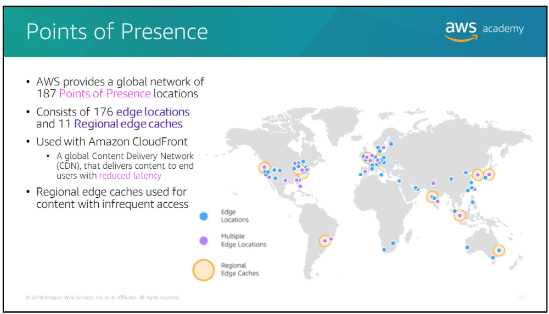 Points of Presence
aws academy
• AWS provides a global network of
187 Points of Presence locations
• Consists of 176 edge locations
and 11 Regional edge caches
• Used with Amazon CloudFront
• A global Content Delivery Network
(CDN), that delivers content to end
users with reduced latency
• Regional edge caches used for
content with infrequent access
Edge
Locations
Multiple
Edge Locations
Regional
Edge Caches
© 2019 Amazon Web Services, Inc. or its Affiliates. All rights reserved.